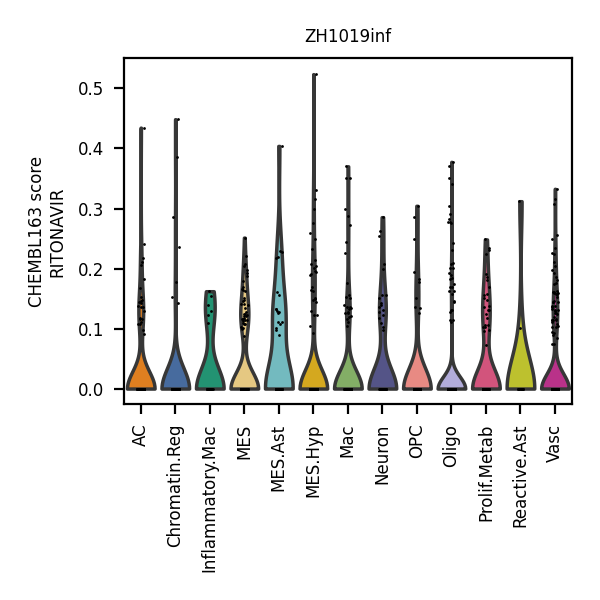 ZH1019inf
CHEMBL163 score
RITONAVIR
0.5
0.4
0.3
0.2
0.1
0.0
AC
Chromatin.Reg
Inflammatory.Mac
MES
MES.Ast
MES.Hyp
Mac
Neuron
OPC
Oligo
Prolif.Metab
Reactive.Ast
Vasc